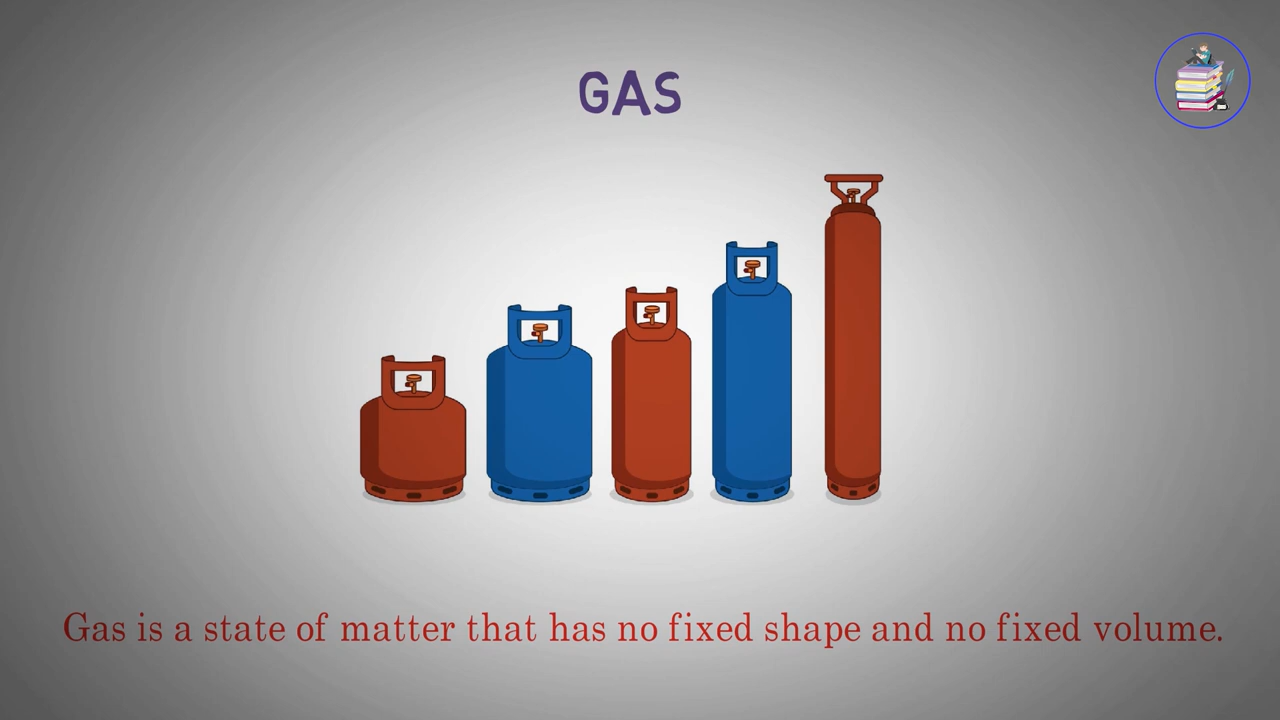 GAS
Gas is a state of matter that has no fixed shape and no fixed volume.